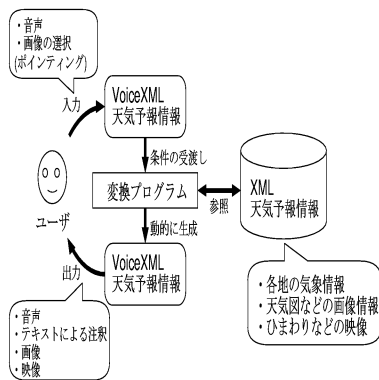 ・音声
・画像の選択
(ポインティング)
入力
VoiceXML
天気予報情報
条件の受渡し
変換プログラム
参照
XML
天気予報情報
ユーザ
動的に生成
出力
VoiceXML
天気予報情報
・音声
・テキストによる注釈
・画像
・映像
・各地の気象情報
・天気図などの画像情報
・ひまわりなどの映像